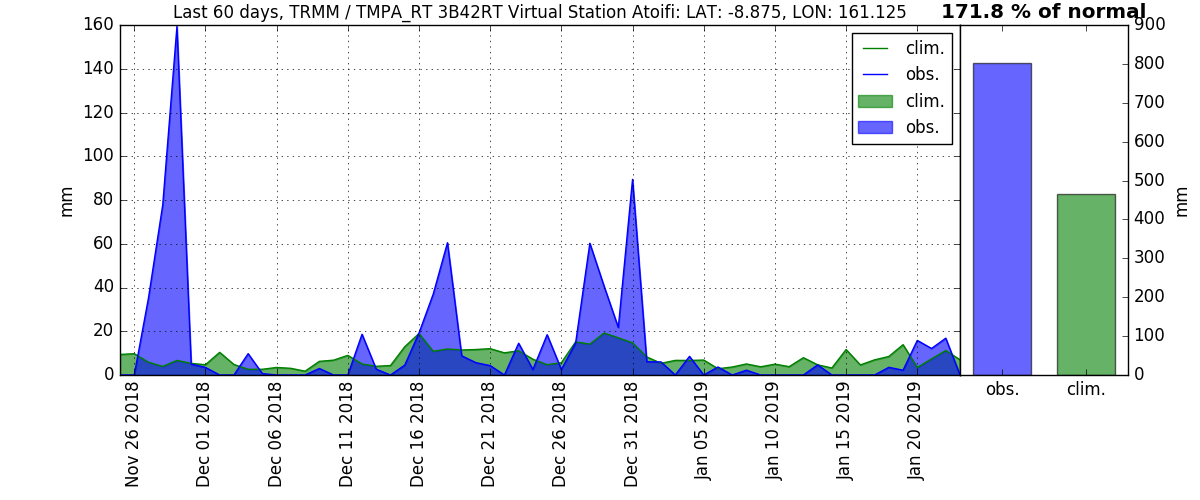 Last 60 days, TRMM / TMPA_RT 3B42RT Virtual Station Atoifi: LAT: -8.875, LON: 161.125
171.8 % of normal
160
140
120
100
80
60
40
20
0
mm
clim.
obs.
clim.
obs.
900
800
700
600
500
400
300
200
100
0
mm
obs.
clim.
Nov 26 2018
Dec 01 2018
Dec 06 2018
Dec 11 2018
Dec 16 2018
Dec 21 2018
Dec 26 2018
Dec 31 2018
Jan 05 2019
Jan 10 2019
Jan 15 2019
Jan 20 2019